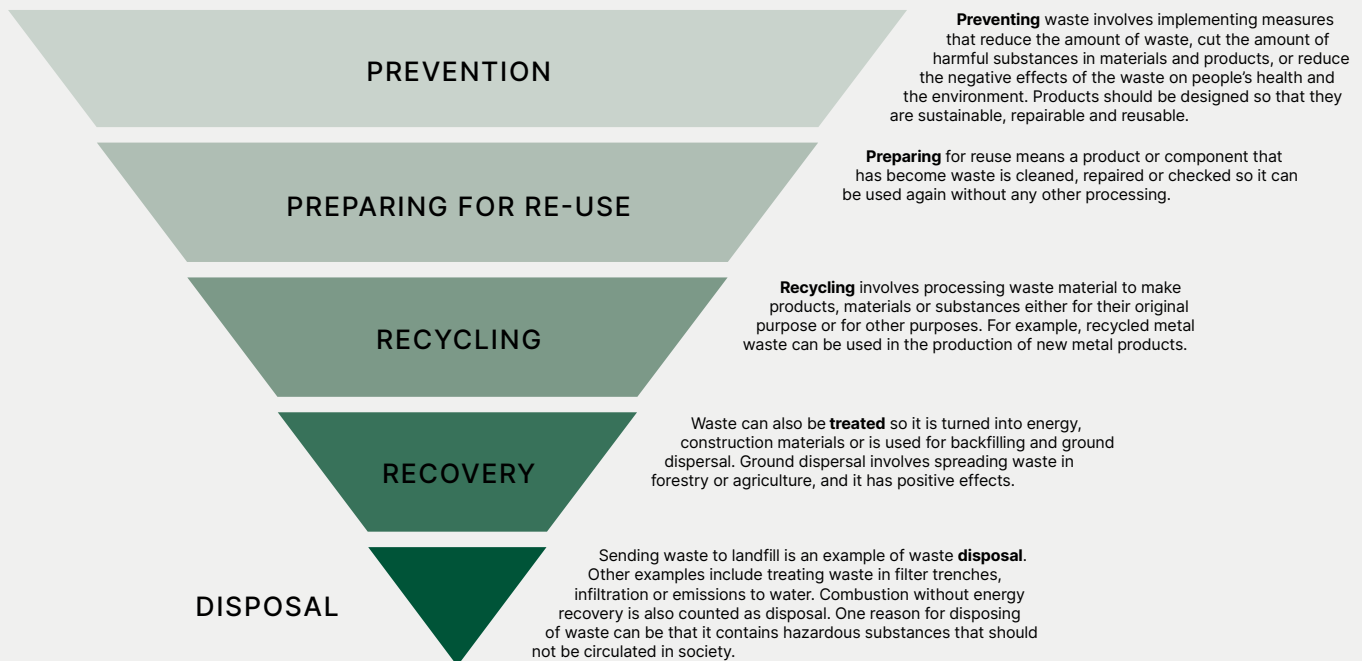 PREVENTION
Preventing waste involves implementing measures
that reduce the amount of waste, cut the amount of
harmful substances in materials and products, or reduce
the negative effects of the waste on people’s health and
the environment. Products should be designed so that they
are sustainable, repairable and reusable.
PREPARING FOR RE-USE
Preparing for reuse means a product or component that
has become waste is cleaned, repaired or checked so it can
be used again without any other processing.
RECYCLING
Recycling involves processing waste material to make
products, materials or substances either for their original
purpose or for other purposes. For example, recycled metal
waste can be used in the production of new metal products.
RECOVERY
Waste can also be treated so it is turned into energy,
construction materials or is used for backfilling and ground
dispersal. Ground dispersal involves spreading waste in
forestry or agriculture, and it has positive effects.
DISPOSAL
Sending waste to landfill is an example of waste disposal.
Other examples include treating waste in filter trenches,
infiltration or emissions to water. Combustion without energy
recovery is also counted as disposal. One reason for disposing
of waste can be that it contains hazardous substances that should
not be circulated in society.